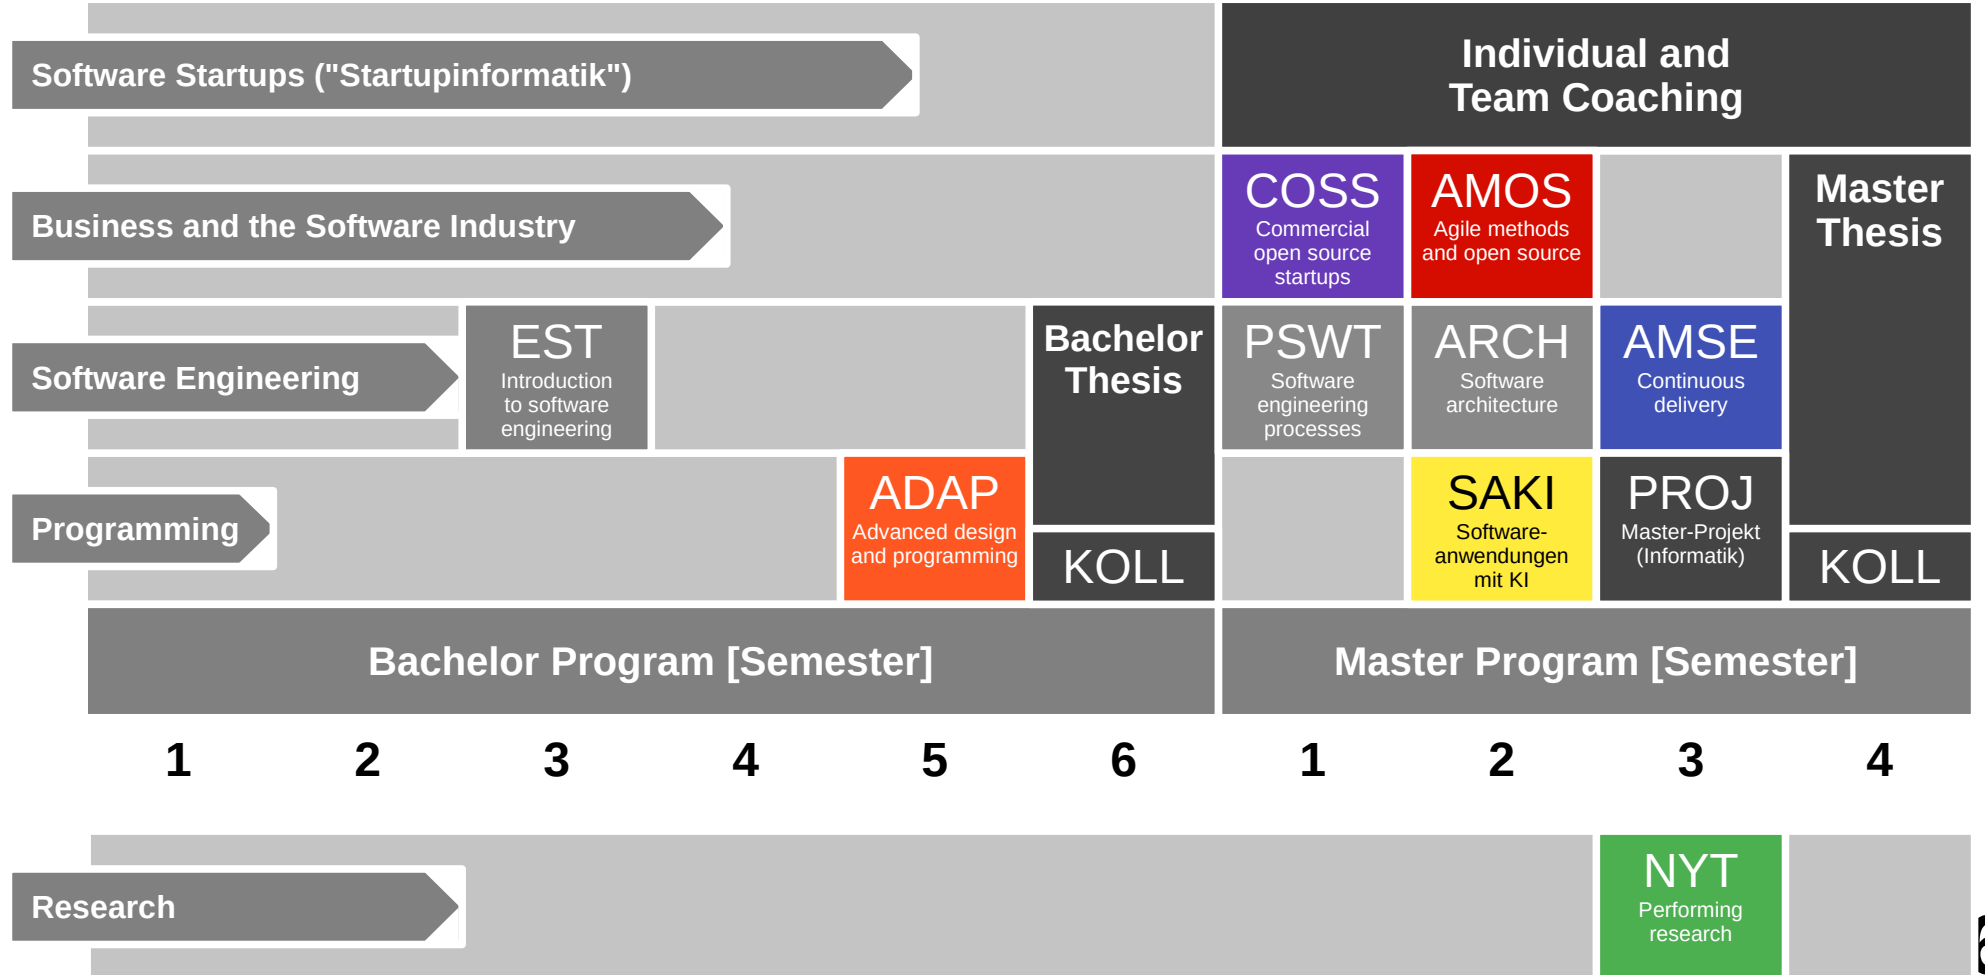 Software Startups ("Startupinformatik")
Individual and
Team Coaching
Business and the Software Industry
COSS
Commercial
open source
startups
AMOS
Agile methods
and open source
Master
Thesis
Software Engineering
EST
Introduction
to software
engineering
Bachelor
Thesis
PSWT
Software
engineering
processes
ARCH
Software
architecture
AMSE
Continuous
delivery
Programming
ADAP
Advanced design
and programming
KOLL
SAKI
Software-
anwendungen
mit KI
PROJ
Master-Projekt
(Informatik)
KOLL
Bachelor Program [Semester]
Master Program [Semester]
1 2 3 4 5 6 1 2 3 4
Research
NYT
Performing
research